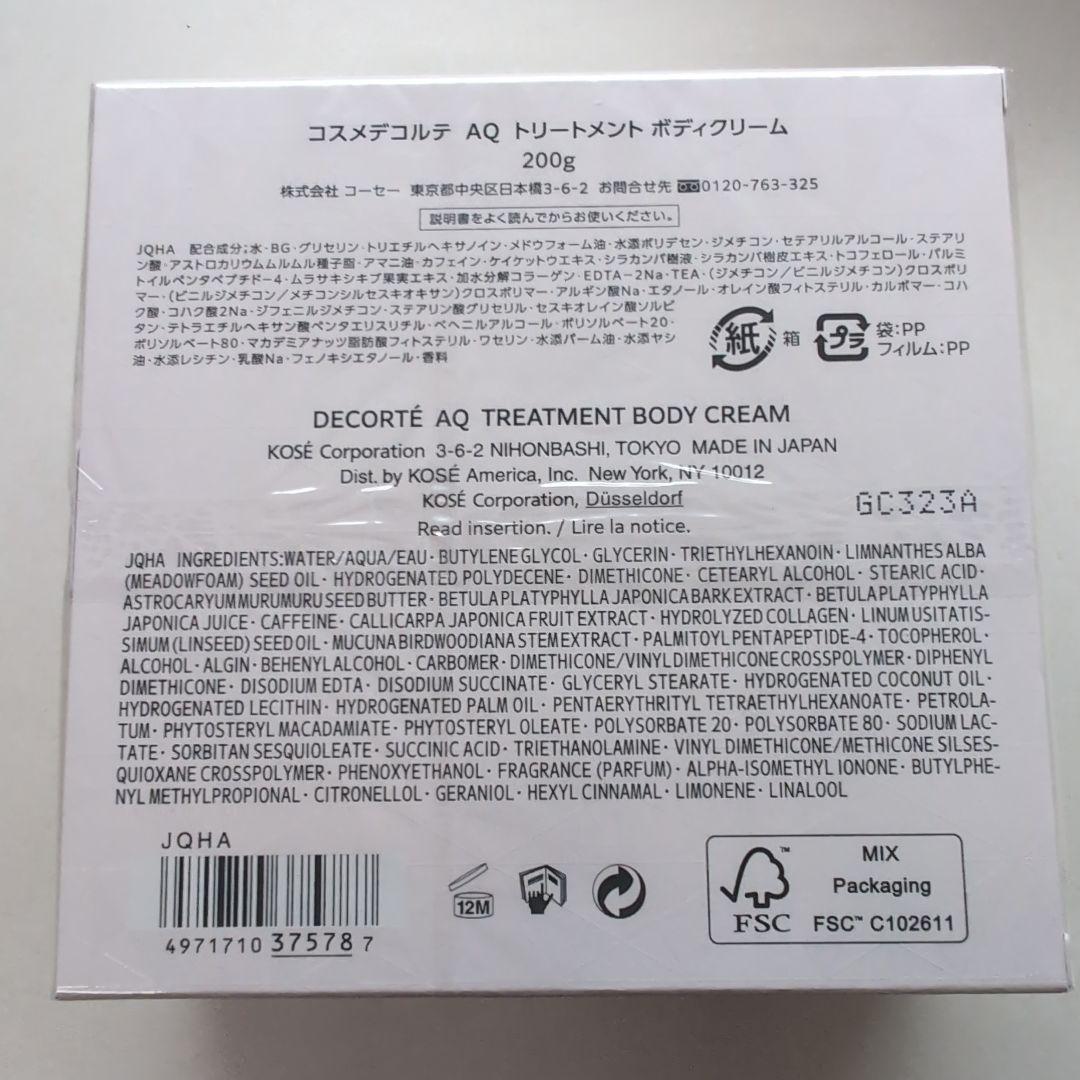 コスメデコルテ AQ トリートメント ボディクリーム
200g
株式会社 コーセー 東京都中央区日本橋3-6-2 お問合せ先 0120-763-325
説明書をよく読んでからお使いください。
JQHA 配合成分;水・BG・グリセリン・トリエチルヘキサノイン・メドウフォーム油・水添ポリデセン・ジメチコン・セテアリルアルコール・ステアリ
ン酸・アストロカリウムムルムル種子脂・アマニ油・カフェイン・ケイケットウエキス・シラカンバ樹液・シラカンバ樹皮エキス・トコフェロール・パルミ
トイルペンタペプチド-4・ムラサキシキブ果実エキス・加水分解コラーゲン・EDTA-2Na・TEA・(ジメチコン/ビニルジメチコン)クロスポリ
マー・(ビニルジメチコン/メチコンシルセスキオキサン)クロスポリマー・アルギン酸Na・エタノール・オレイン酸フィトステリル・カルボマー・コハ
ク酸・コハク酸2Na・ジフェニルジメチコン・ステアリン酸グリセリル・セスキオレイン酸ソルビ
タン・テトラエチルヘキサン酸ペンタエリスリチル・ベヘニルアルコール・ポリソルベート20・
ポリソルベート80・マカデミアナッツ脂肪酸フィトステリル・ワセリン・水添パーム油・水添ヤシ
油・水添レシチン・乳酸Na・フェノキシエタノール・香料
紙 箱 プラ 袋:PP
フィルム:PP
DECORTÉ AQ TREATMENT BODY CREAM
KOSÉ Corporation 3-6-2 NIHONBASHI, TOKYO MADE IN JAPAN
Dist. by KOSÉ America, Inc. New York, NY 10012
KOSÉ Corporation, Düsseldorf
GC323A
Read insertion. / Lire la notice.
JQHA INGREDIENTS:WATER/AQUA/EAU・BUTYLENE GLYCOL・GLYCERIN・TRIETHYLHEXANOIN・LIMNANTHES ALBA
(MEADOWFOAM) SEED OIL・HYDROGENATED POLYDECENE・DIMETHICONE・CETEARYL ALCOHOL・STEARIC ACID・
ASTROCARYUM MURUMURU SEED BUTTER・BETULA PLATYPHYLLA JAPONICA BARK EXTRACT・BETULA PLATYPHYLLA
JAPONICA JUICE・CAFFEINE・CALLICARPA JAPONICA FRUIT EXTRACT・HYDROLYZED COLLAGEN・LINUM USITATIS-
SIMUM (LINSEED) SEED OIL・MUCUNA BIRDWOODIANA STEM EXTRACT・PALMITOYL PENTAPEPTIDE-4・TOCOPHEROL・
ALCOHOL・ALGIN・BEHENYL ALCOHOL・CARBOMER・DIMETHICONE/VINYL DIMETHICONE CROSSPOLYMER・DIPHENYL
DIMETHICONE・DISODIUM EDTA・DISODIUM SUCCINATE・GLYCERYL STEARATE・HYDROGENATED COCONUT OIL・
HYDROGENATED LECITHIN・HYDROGENATED PALM OIL・PENTAERYTHRITYL TETRAETHYLHEXANOATE・PETROLA-
TUM・PHYTOSTERYL MACADAMIATE・PHYTOSTERYL OLEATE・POLYSORBATE 20・POLYSORBATE 80・SODIUM LAC-
TATE・SORBITAN SESQUIOLEATE・SUCCINIC ACID・TRIETHANOLAMINE・VINYL DIMETHICONE/METHICONE SILSES-
QUIOXANE CROSSPOLYMER・PHENOXYETHANOL・FRAGRANCE (PARFUM)・ALPHA-ISOMETHYL IONONE・BUTYLPHE-
NYL METHYLPROPIONAL・CITRONELLOL・GERANIOL・HEXYL CINNAMAL・LIMONENE・LINALOOL
JQHA
4971710 37578 7
12M
FSC™
MIX
Packaging
FSC™ C102611